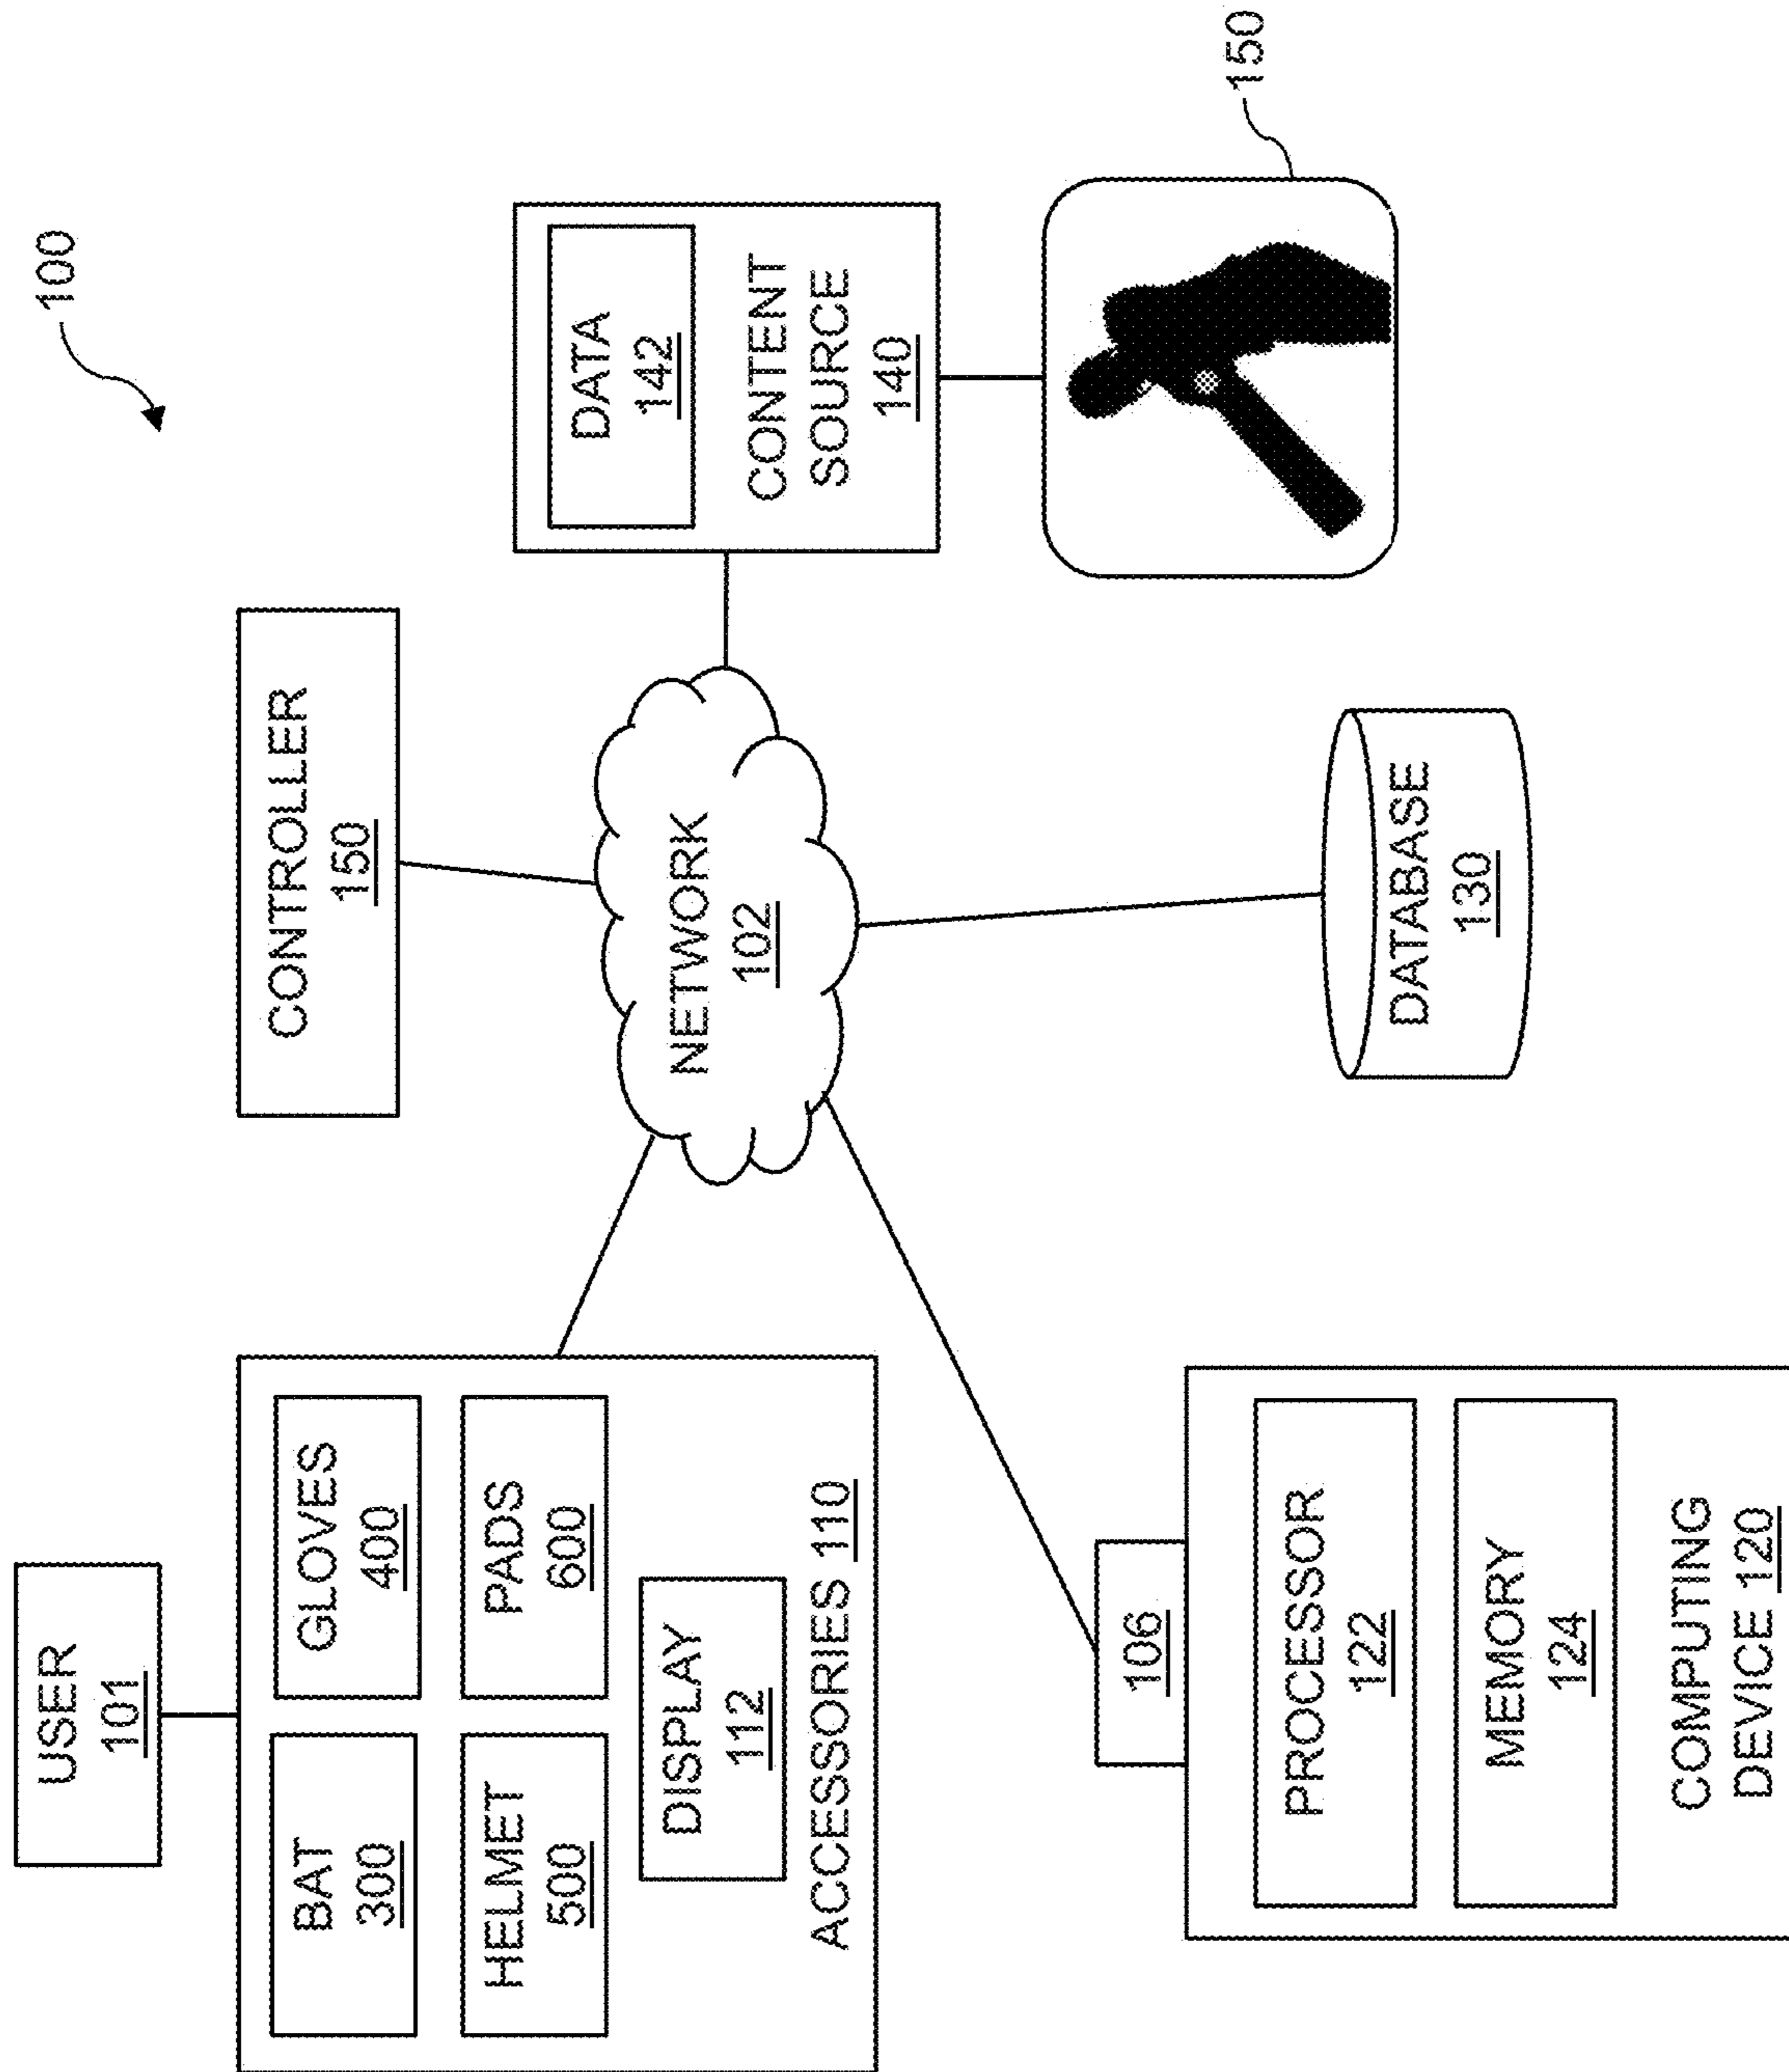 100
USER
101
BAT
300
GLOVES
400
HELMET
500
PADS
600
DISPLAY
112
ACCESSORIES 110
CONTROLLER
150
NETWORK
102
DATA
142
CONTENT
SOURCE
140
150
106
PROCESSOR
122
MEMORY
124
COMPUTING
DEVICE 120
DATABASE
130